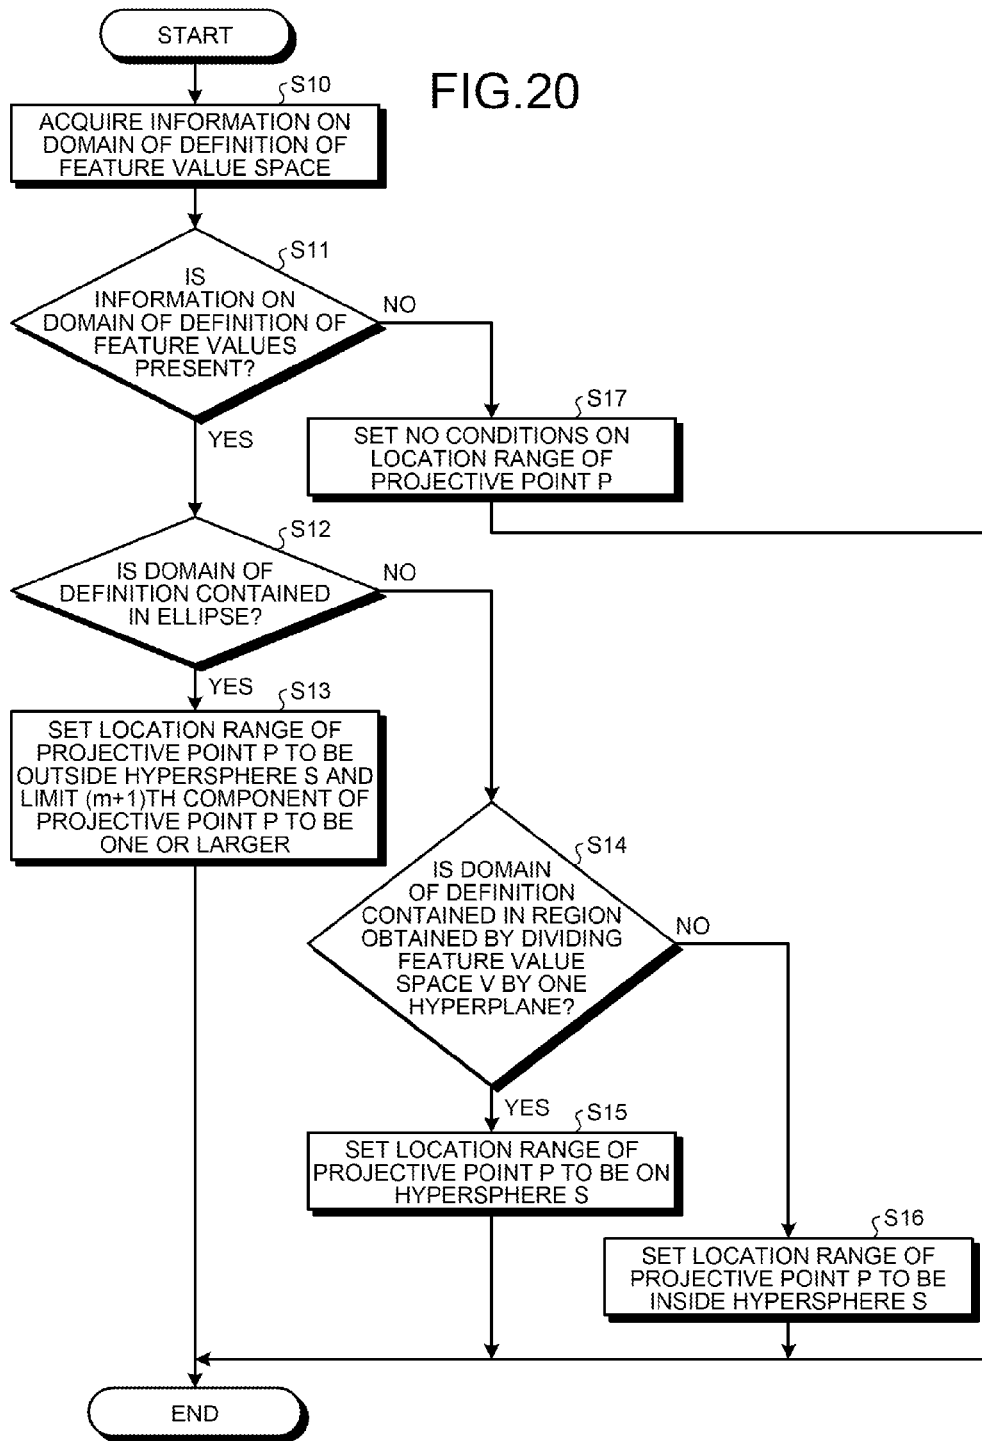 START
FIG.20
S10
ACQUIRE INFORMATION ON
DOMAIN OF DEFINITION OF
FEATURE VALUE SPACE
S11
IS
INFORMATION ON
DOMAIN OF DEFINITION OF
FEATURE VALUES
PRESENT?
NO
YES
S17
SET NO CONDITIONS ON
LOCATION RANGE OF
PROJECTIVE POINT P
S12
IS DOMAIN OF
DEFINITION CONTAINED
IN ELLIPSE?
NO
YES
S13
SET LOCATION RANGE OF
PROJECTIVE POINT P TO BE
OUTSIDE HYPERSPHERE S AND
LIMIT (m+1)TH COMPONENT OF
PROJECTIVE POINT P TO BE
ONE OR LARGER
S14
IS DOMAIN
OF DEFINITION
CONTAINED IN REGION
OBTAINED BY DIVIDING
FEATURE VALUE
SPACE V BY ONE
HYPERPLANE?
NO
YES
S15
SET LOCATION RANGE OF
PROJECTIVE POINT P TO BE ON
HYPERSPHERE S
S16
SET LOCATION RANGE OF
PROJECTIVE POINT P TO BE
INSIDE HYPERSPHERE S
END